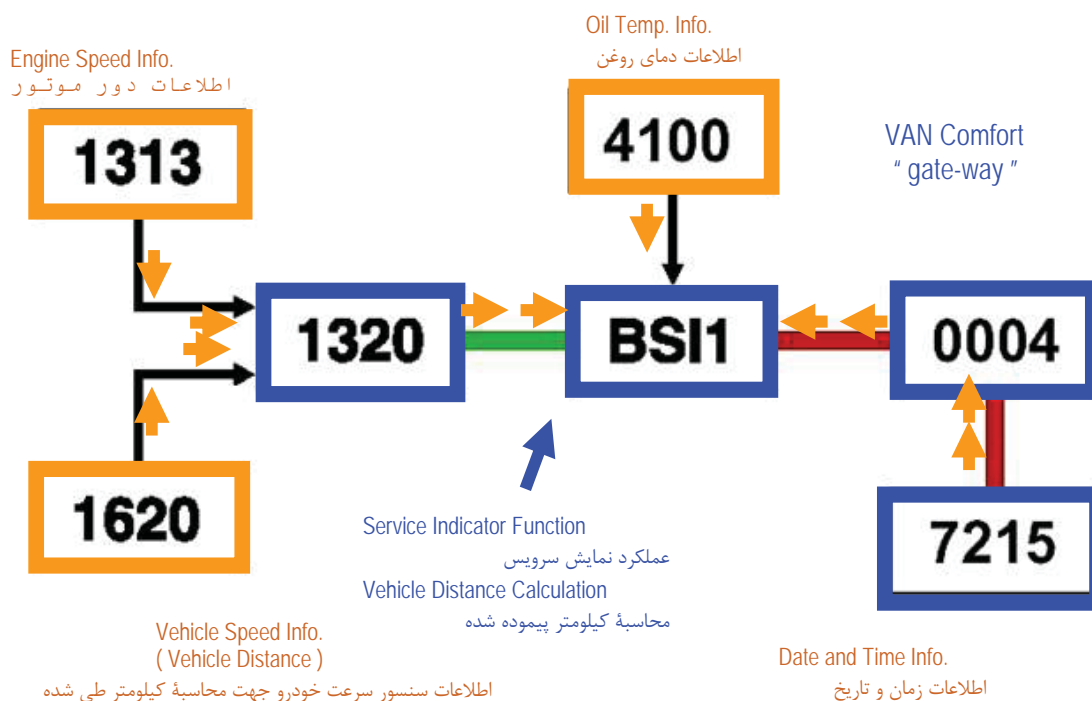 Oil Temp. Info.
اطلاعات دمای روغن
Engine Speed Info.
اطلاعات دور موتور
1313
4100
VAN Comfort
" gate-way "
1320
BSI1
0004
1620
7215
Service Indicator Function
عملکرد نمایش سرویس
Vehicle Distance Calculation
محاسبۀ کیلومتر پیموده شده
Vehicle Speed Info.
( Vehicle Distance )
اطلاعات سنسور سرعت خودرو جهت محاسبۀ کیلومتر طی شده
Date and Time Info.
اطلاعات زمان و تاریخ